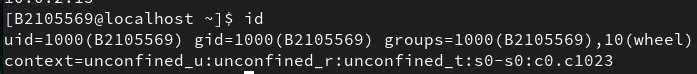 [B2105569@localhost ~]$ id
uid=1000(B2105569) gid=1000(B2105569) groups=1000(B2105569),10(wheel)
context=unconfined_u:unconfined_r:unconfined_t:s0-s0:c0.c1023